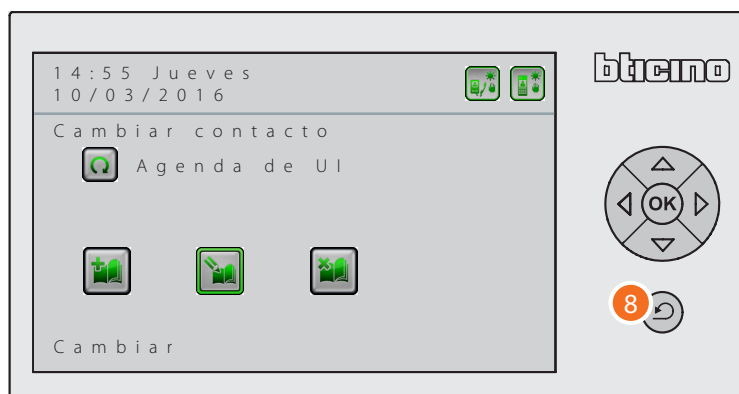 14:55 Jueves
10/03/2016
bticino
Cambiar contacto
Agenda de UI
OK
8
Cambiar